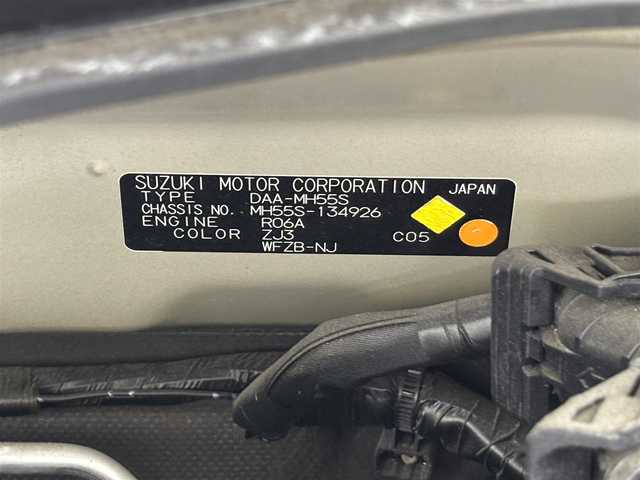 SUZUKI MOTOR CORPORATION JAPAN
TYPE DAA-MH55S
CHASSIS NO. MH55S-134926
ENGINE R06A
COLOR ZJ3 C05
WFZB-NJ